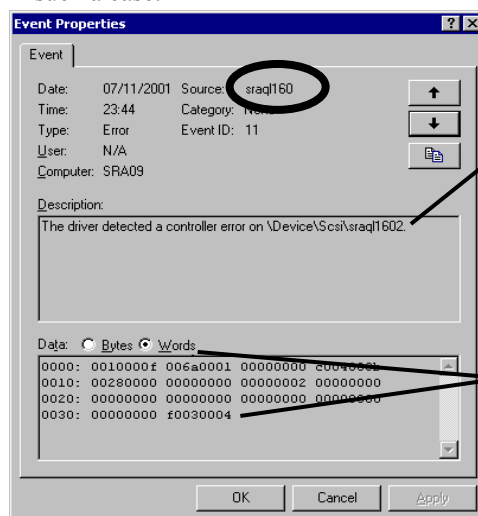 Event Properties
Event
Date: 07/11/2001 Source: sraql160
Time: 23:44 Category:
Type: Error Event ID: 11
User: N/A
Computer: SRA09
Description:
The driver detected a controller error on \Device\Scsi\sraql1602.
Data: Bytes Words
0000: 0010000f 006a0001 00000000
0010: 00280000 00000000 00000002 00000000
0020: 00000000 00000000 00000000 00000000
0030: 00000000 f0030004
OK Cancel Apply